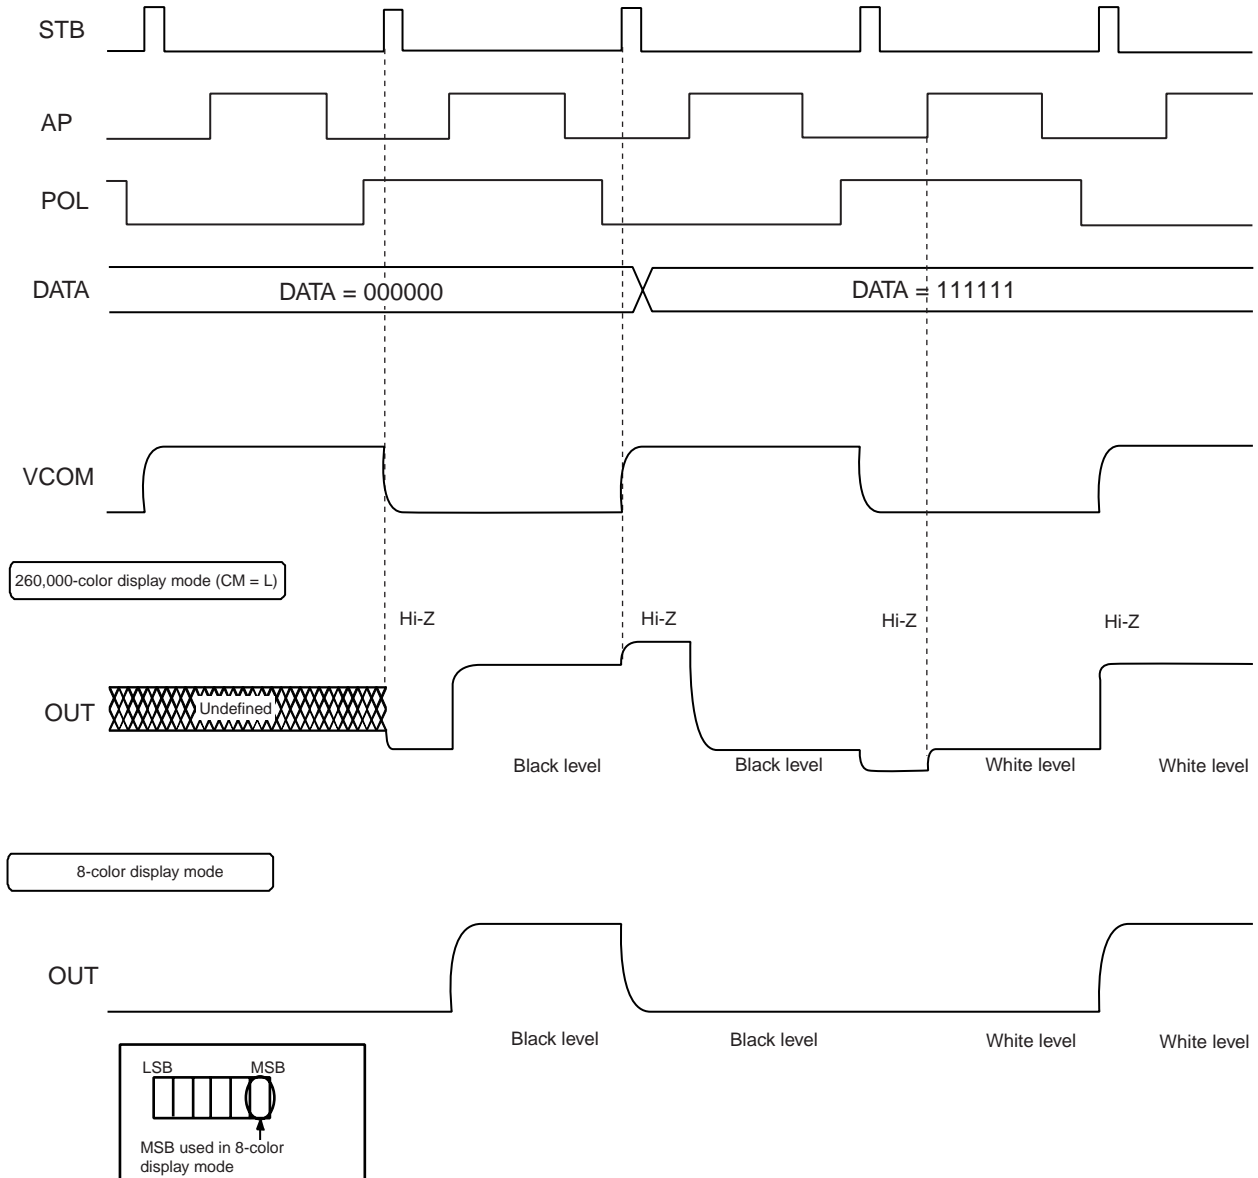 STB
AP
POL
DATA
DATA = 000000
DATA = 111111
VCOM
260,000-color display mode (CM = L)
Hi-Z
Hi-Z
Hi-Z
Hi-Z
OUT
Undefined
Black level
Black level
White level
White level
8-color display mode
OUT
Black level
Black level
White level
White level
LSB
MSB
MSB used in 8-color
display mode